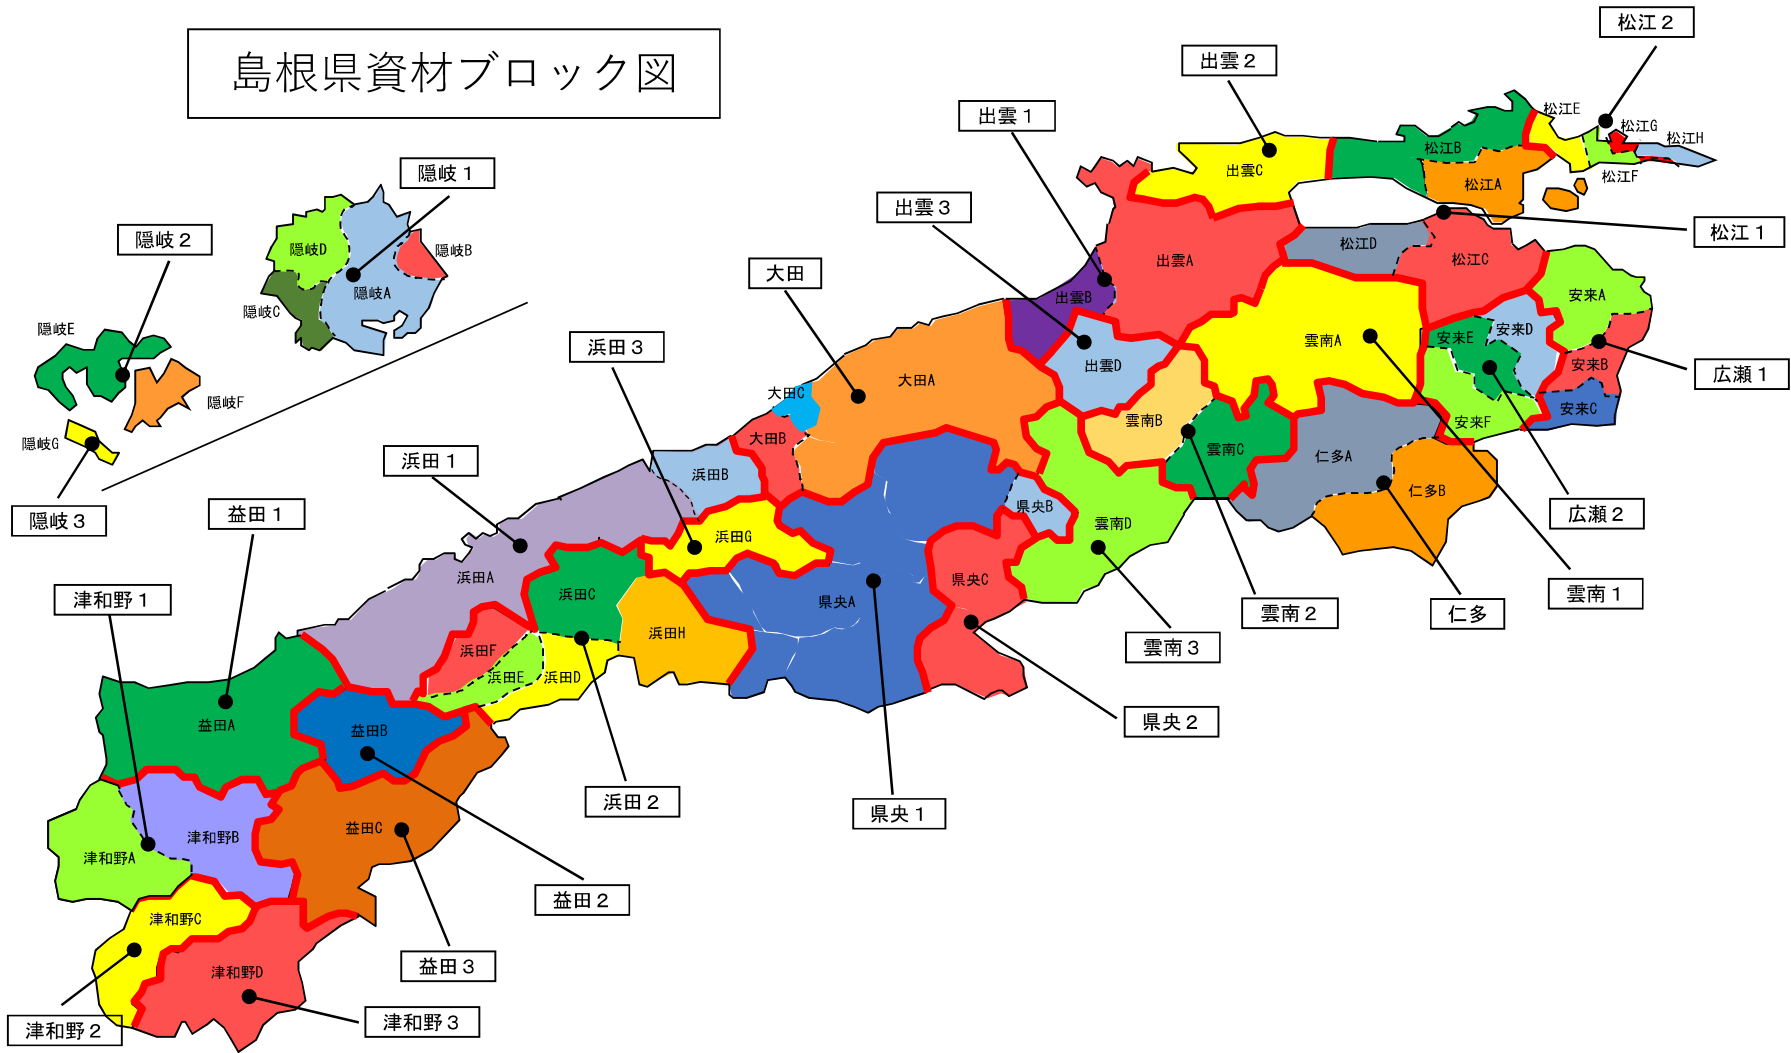 島根県資材ブロック図
松江２
出雲２
出雲１
松江E
松江G
松江H
松江B
松江F
松江A
出雲C
隠岐１
隠岐２
隠岐D
隠岐B
隠岐A
隠岐C
出雲３
松江１
松江D
松江C
出雲A
出雲B
大田
安来A
隠岐E
浜田３
雲南A
安来E
安来D
安来B
広瀬１
出雲D
大田A
大田C
隠岐F
安来C
雲南B
安来F
大田B
隠岐G
雲南C
仁多A
浜田１
浜田B
仁多B
県央B
隠岐３
益田１
広瀬２
雲南D
浜田G
浜田A
県央C
浜田C
県央A
津和野１
雲南１
雲南２
仁多
浜田H
雲南３
浜田F
浜田E
浜田D
益田A
益田B
県央２
浜田２
県央１
益田C
津和野B
津和野A
益田２
津和野C
益田３
津和野D
津和野２
津和野３